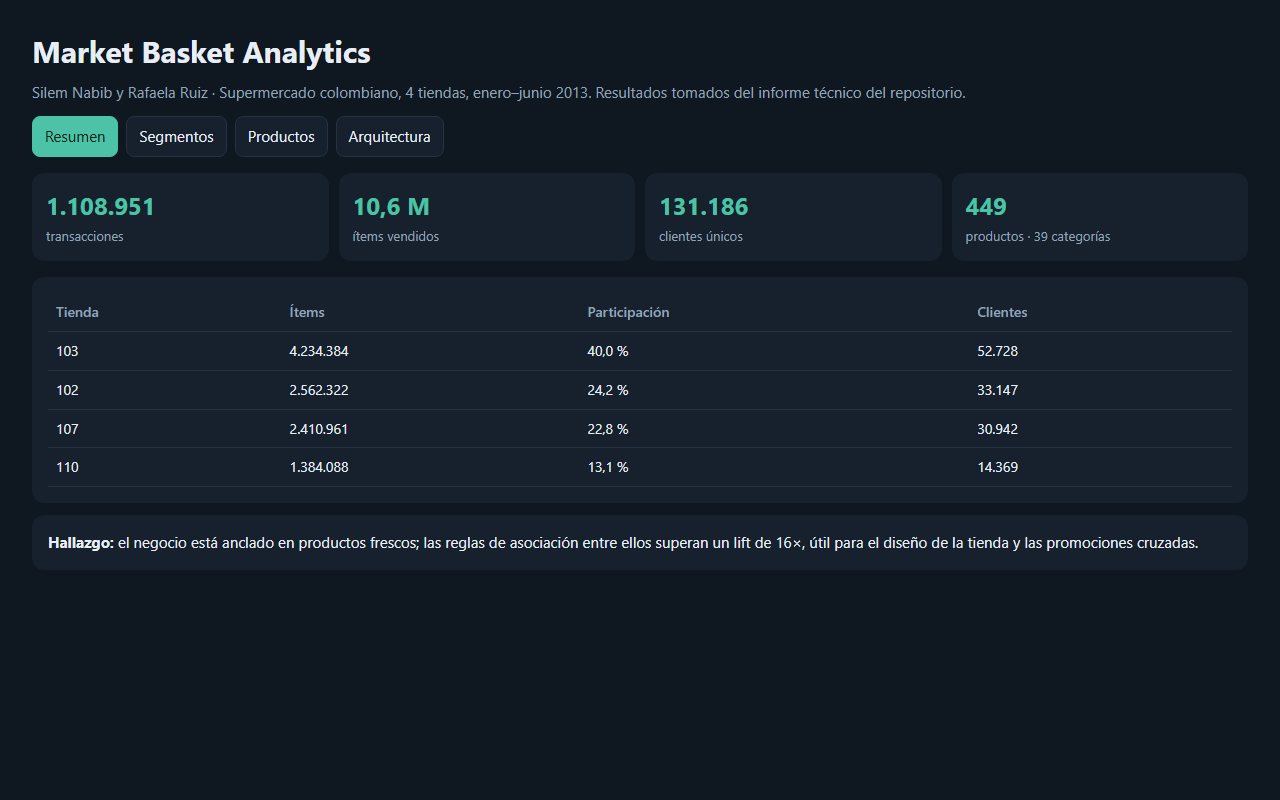 Market Basket Analytics
Silem Nabib y Rafaela Ruiz · Supermercado colombiano, 4 tiendas, enero–junio 2013. Resultados tomados del informe técnico del repositorio.
Resumen Segmentos Productos Arquitectura
1.108.951 10,6 M 131.186 449
transacciones ítems vendidos clientes únicos productos · 39 categorías
Tienda Ítems Participación Clientes
103 4.234.384 40,0 % 52.728
102 2.562.322 24,2 % 33.147
107 2.410.961 22,8 % 30.942
110 1.384.088 13,1 % 14.369
Hallazgo: el negocio está anclado en productos frescos; las reglas de asociación entre ellos superan un lift de 16×, útil para el diseño de la tienda y las promociones cruzadas.